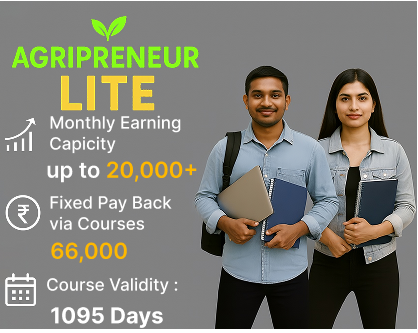 AGRIPRENEUR
LITE
Monthly Earning
Capicity
up to 20,000+
₹
Fixed Pay Back
via Courses
66,000
Course Validity :
1095 Days